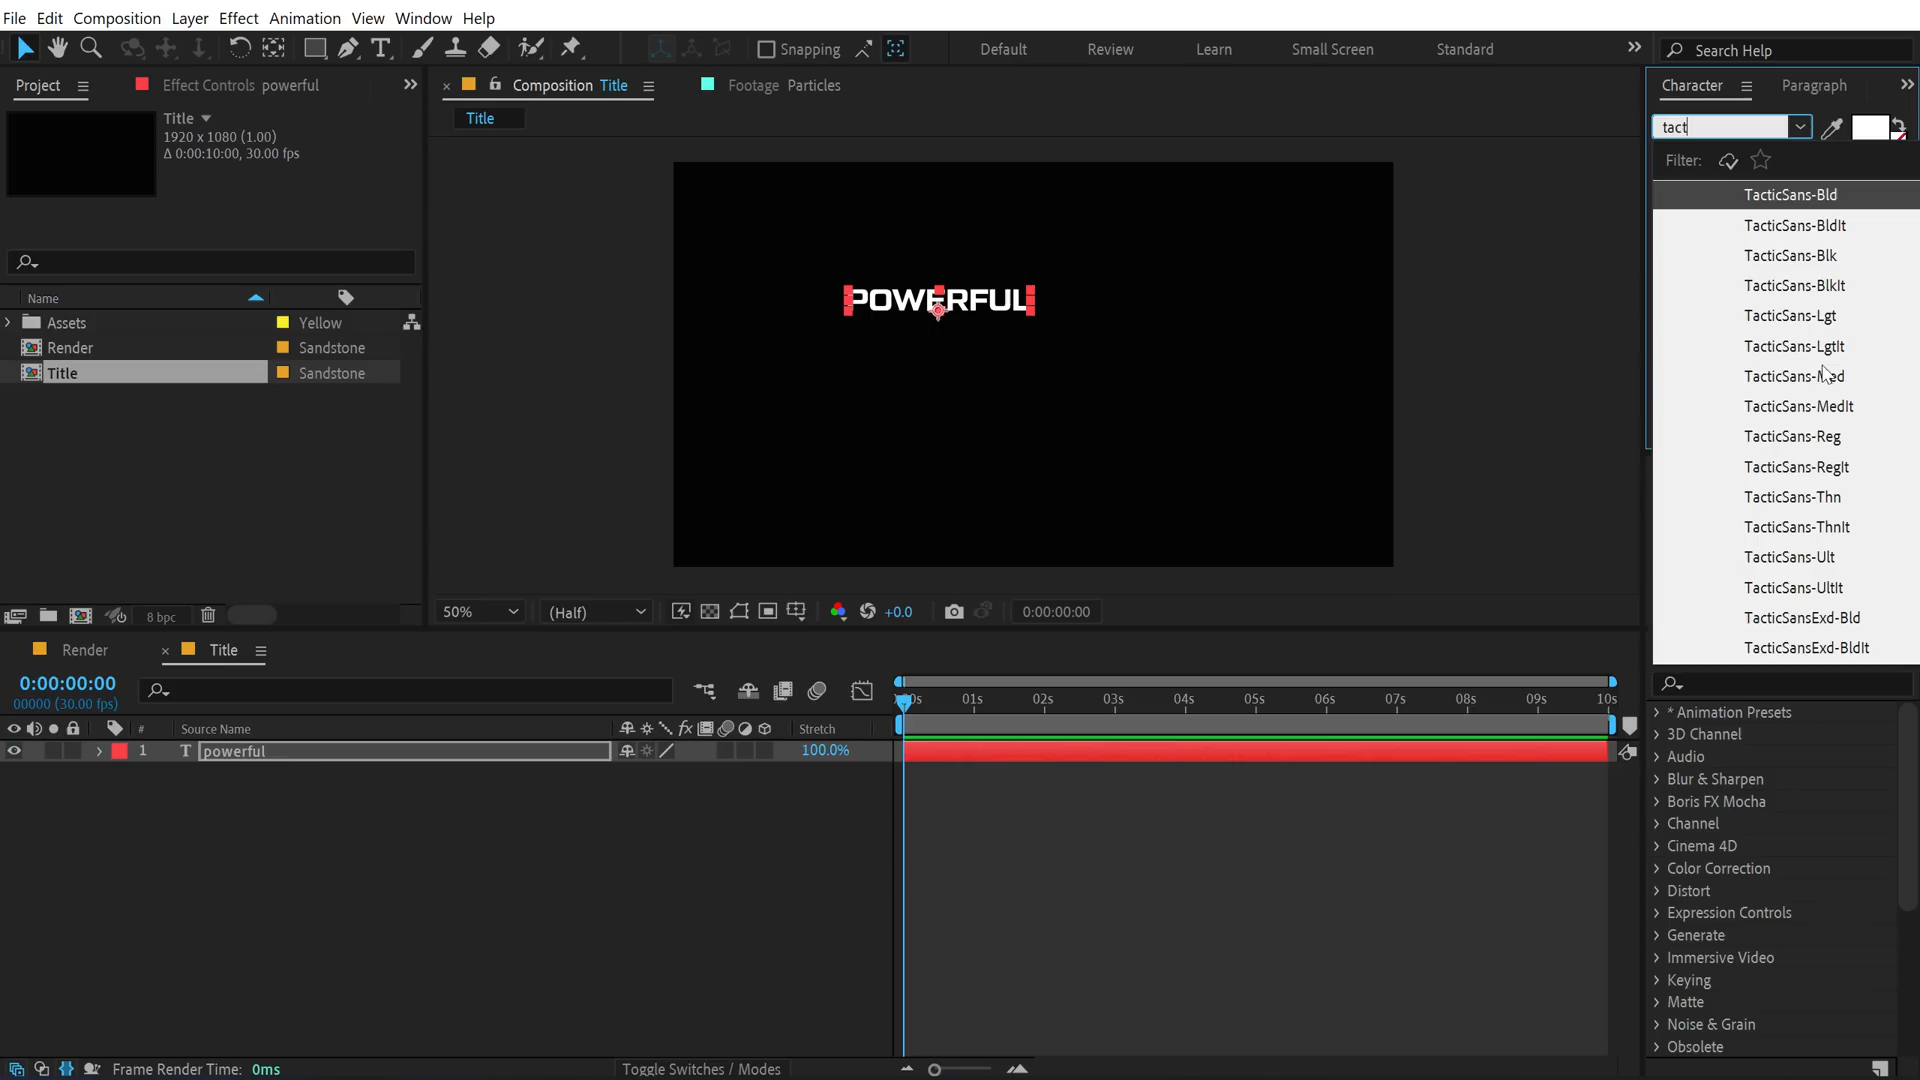 File Edit Composition Layer Effect Animation View Window Help
Snapping Default Review Learn Small Screen Standard Search Help
Project Effect Controls powerful Composition Title Footage Particles Character Paragraph
Title
1920 x 1080 (1.00)
Δ 0:00:10:00, 30.00 fps
Title
tact
Filter:
TacticSans-Bld
TacticSans-BldIt
TacticSans-Blk
TacticSans-BlkIt
TacticSans-Lgt
TacticSans-LgtIt
TacticSans-Med
TacticSans-MedIt
TacticSans-Reg
TacticSans-RegIt
TacticSans-Thn
TacticSans-ThnIt
TacticSans-Ult
TacticSans-UltIt
TacticSansExd-Bld
TacticSansExd-BldIt
POWERFUL
Name
Assets Yellow
Render Sandstone
Title Sandstone
8 bpc
50% (Half) +0.0 0:00:00:00
Render Title
0:00:00:00
00000 (30.00 fps)
01s 02s 03s 04s 05s 06s 07s 08s 09s 10s
# Source Name Stretch
1 T powerful 100.0%
* Animation Presets
3D Channel
Audio
Blur & Sharpen
Boris FX Mocha
Channel
Cinema 4D
Color Correction
Distort
Expression Controls
Generate
Immersive Video
Keying
Matte
Noise & Grain
Obsolete
Frame Render Time: 0ms Toggle Switches / Modes